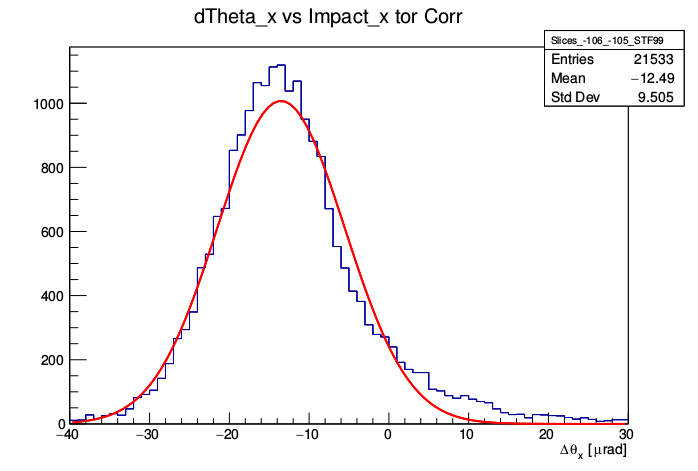 dTheta_x vs Impact_x tor Corr
Slices_-106_-105_STF99
Entries 21533
Mean −12.49
Std Dev 9.505
1000
800
600
400
200
0
−40 −30 −20 −10 0 10 20 30
Δθx [μrad]